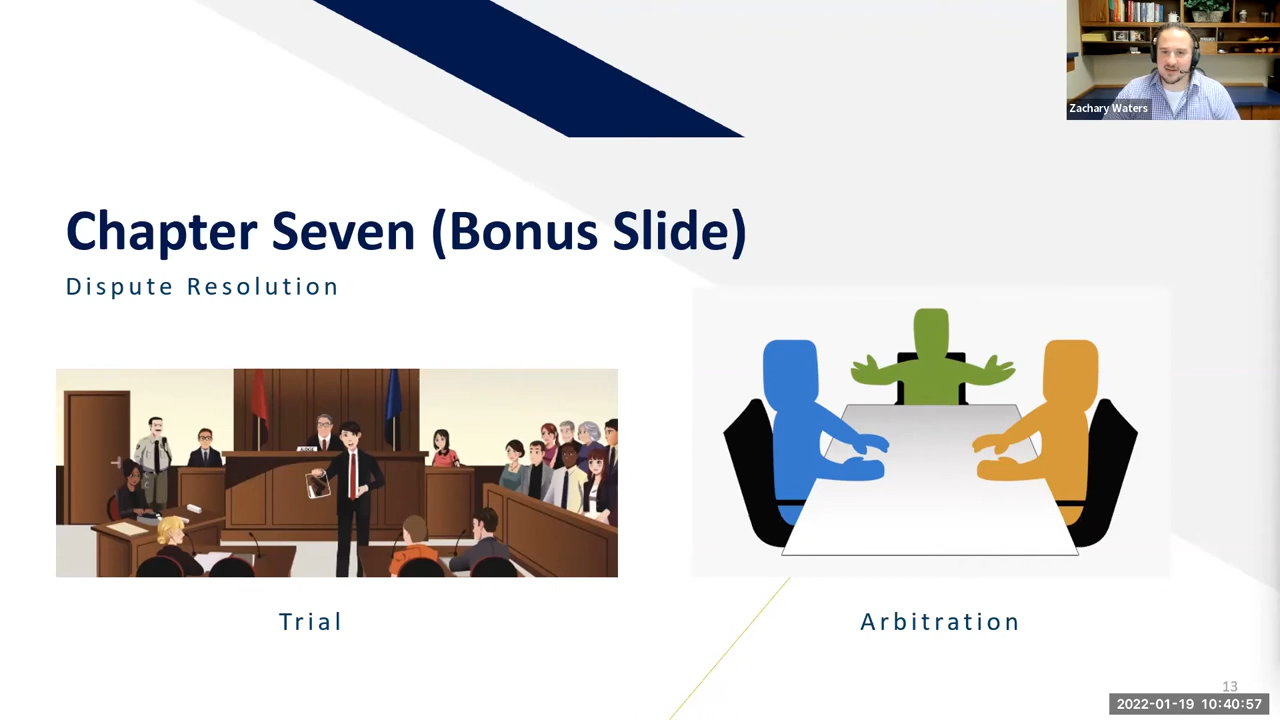 Zachary Waters
Chapter Seven (Bonus Slide)
Dispute Resolution
Trial
Arbitration
13
2022-01-19 10:40:57